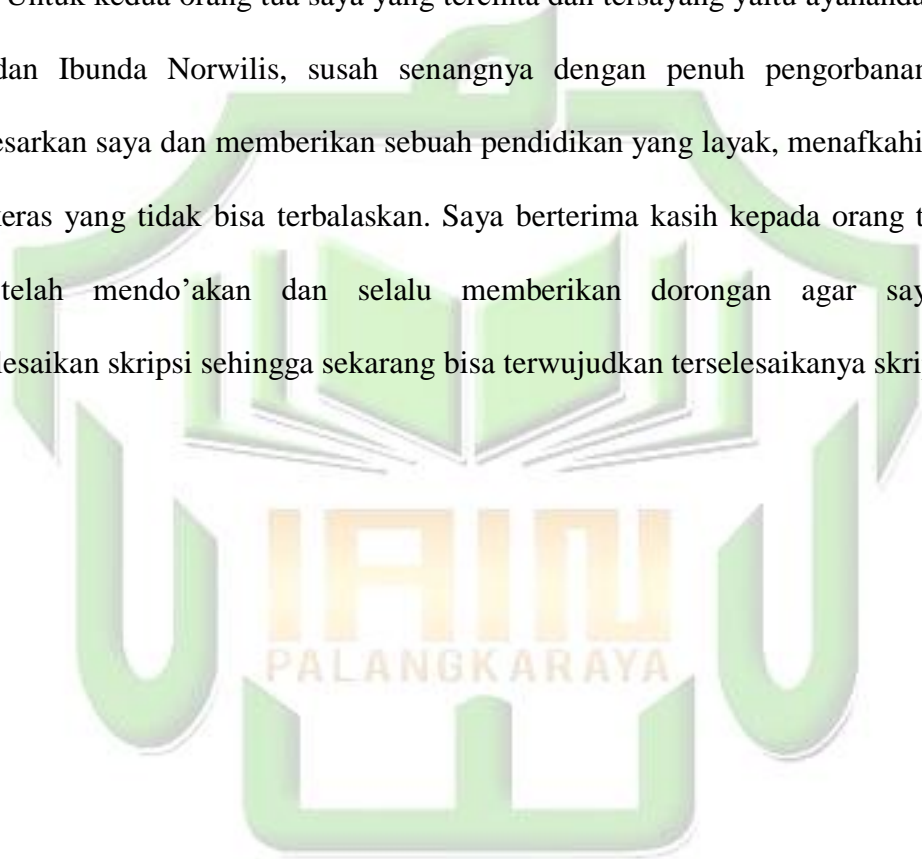 Untuk kedua orang tua saya yang tercinta dan tersayang yaitu ayahanda
dan Ibunda Norwilis, susah senangnya dengan penuh pengorbanan
esarkan saya dan memberikan sebuah pendidikan yang layak, menafkahi
keras yang tidak bisa terbalaskan. Saya berterima kasih kepada orang t
telah mendo’akan dan selalu memberikan dorongan agar say
lesaikan skripsi sehingga sekarang bisa terwujudkan terselesaikanya skri
IAIN
PALANGKARAYA